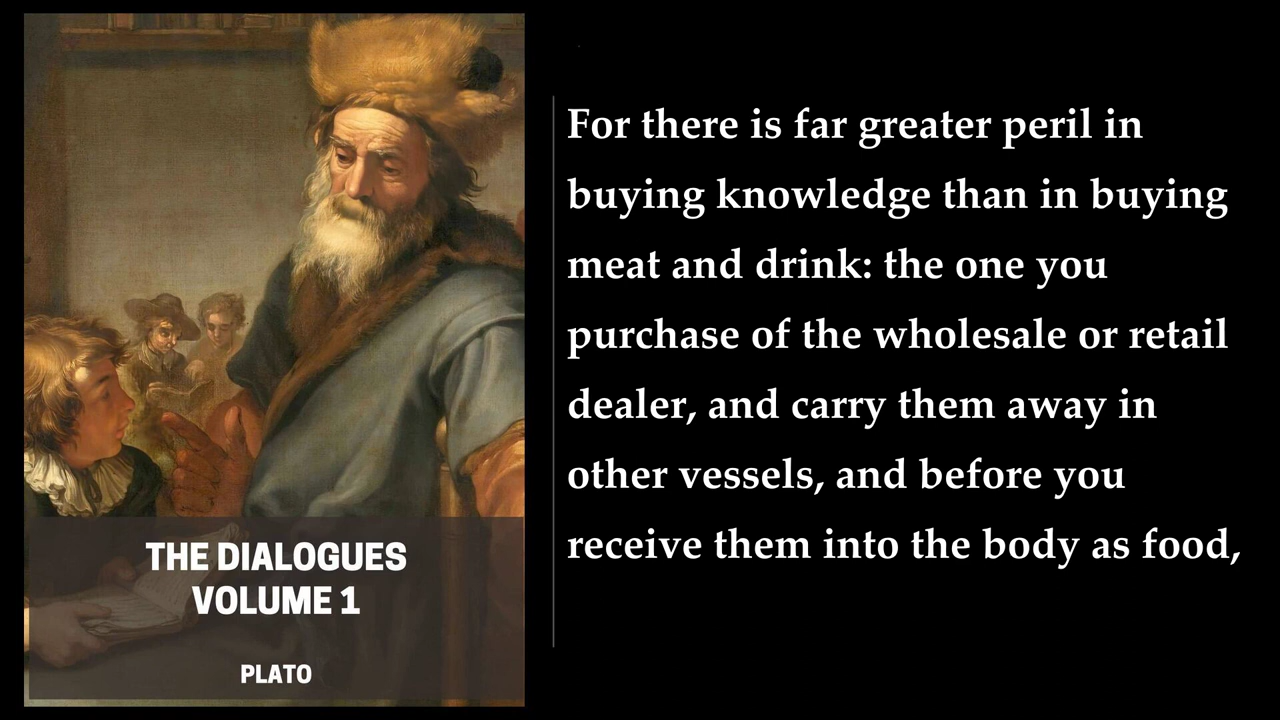 THE DIALOGUES
VOLUME 1
PLATO
For there is far greater peril in
buying knowledge than in buying
meat and drink: the one you
purchase of the wholesale or retail
dealer, and carry them away in
other vessels, and before you
receive them into the body as food,